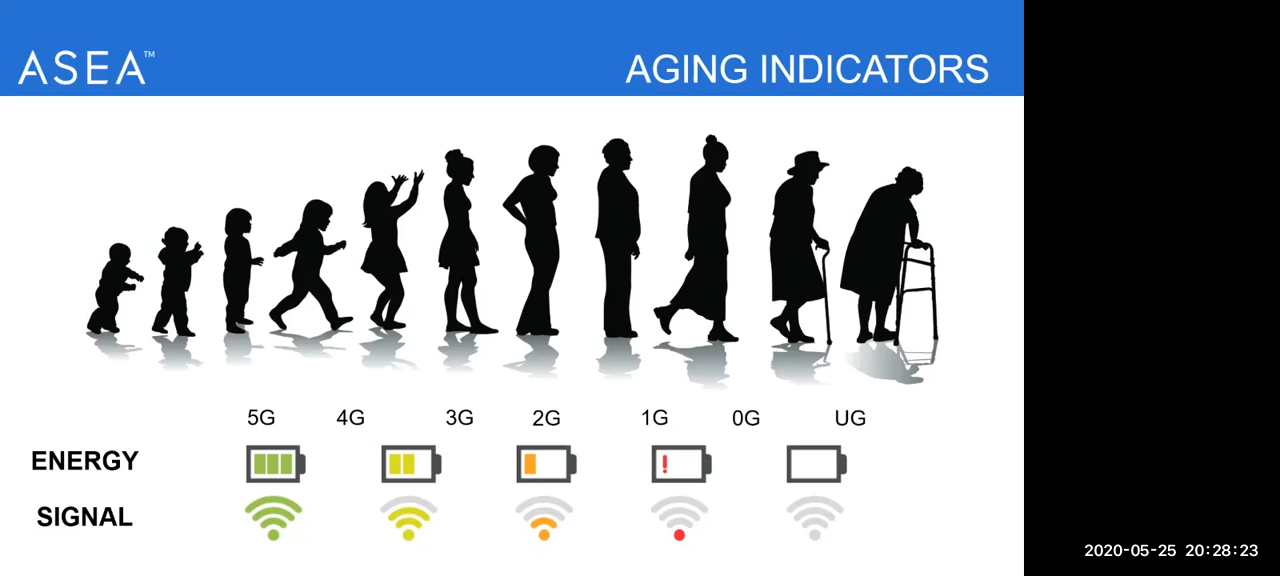 ASEA™
AGING INDICATORS
5G 4G 3G 2G 1G 0G UG
ENERGY
!
SIGNAL
2020-05-25 20:28:23